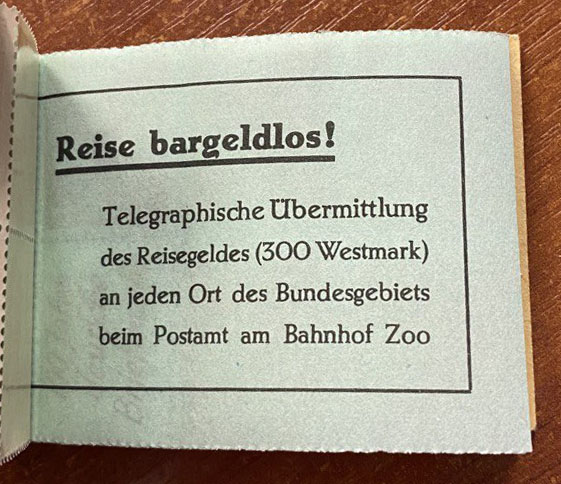 Reise bargeldlos!
Telegraphische Übermittlung
des Reisegeldes (300 Westmark)
an jeden Ort des Bundesgebiets
beim Postamt am Bahnhof Zoo